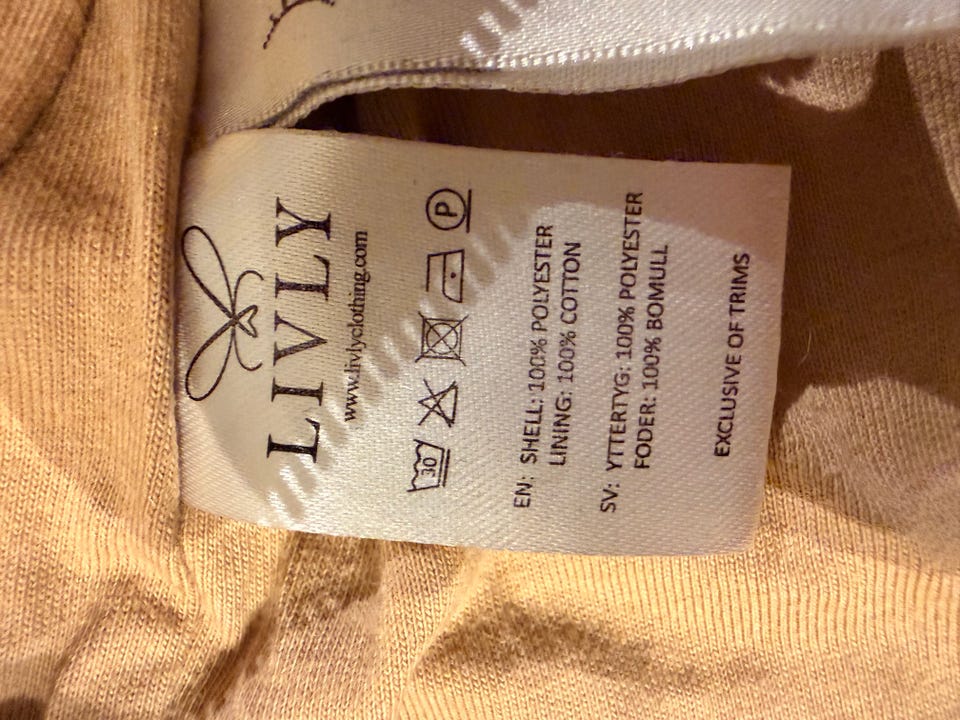 LIVLY
www.livlyclothing.com
30 P
EN: SHELL: 100% POLYESTER
LINING: 100% COTTON
SV: YTTERTYG: 100% POLYESTER
FODER: 100% BOMULL
EXCLUSIVE OF TRIMS